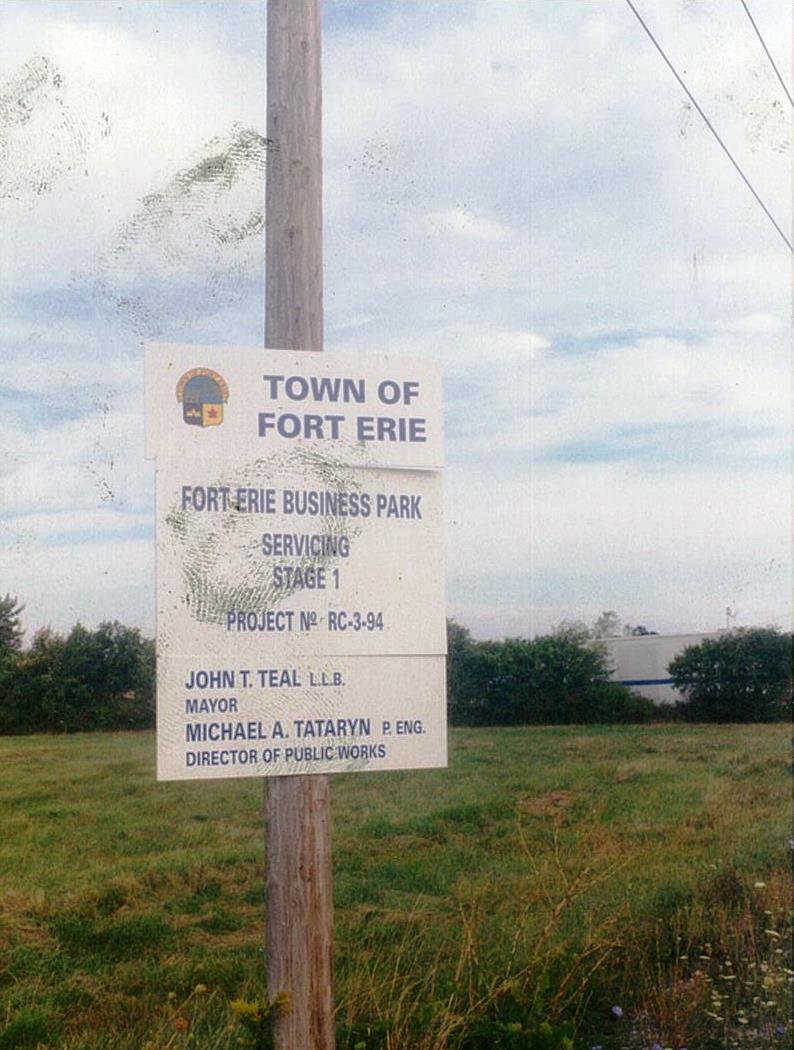 TOWN OF
FORT ERIE
FORT ERIE BUSINESS PARK
SERVICING
STAGE 1
PROJECT Nº RC-3-94
JOHN T. TEAL L.L.B.
MAYOR
MICHAEL A. TATARYN P. ENG.
DIRECTOR OF PUBLIC WORKS